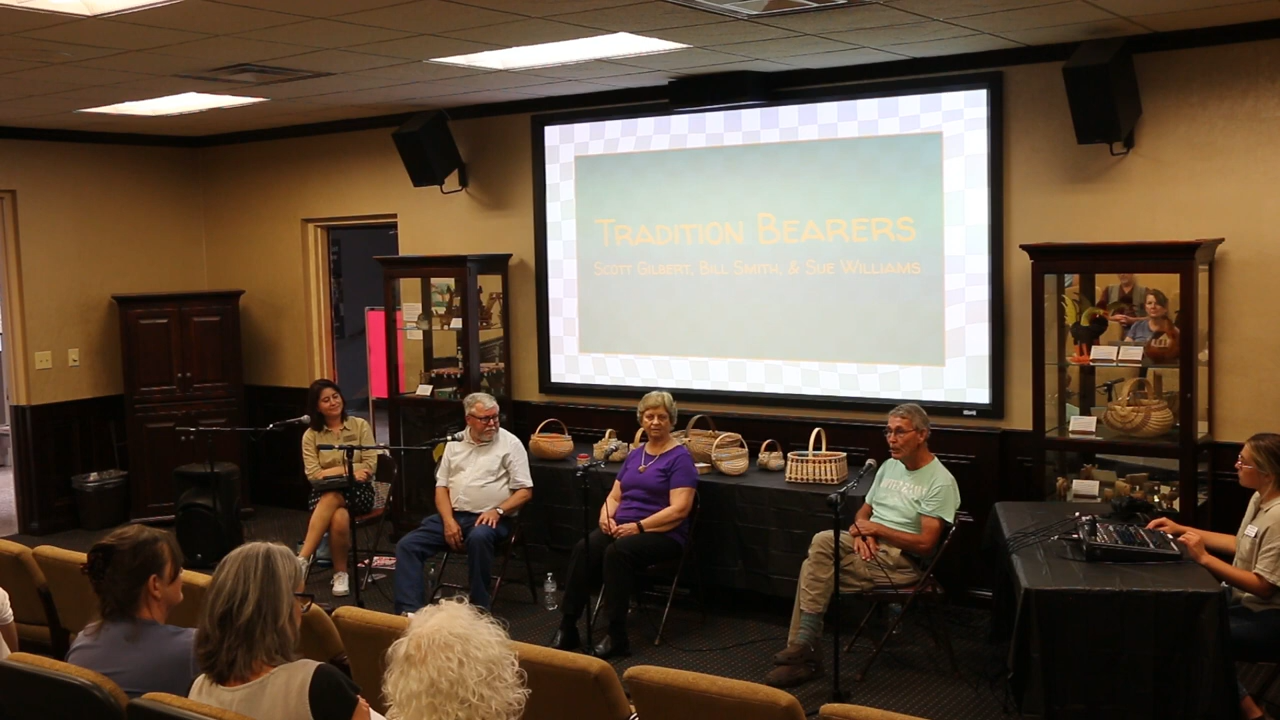 TRADITION BEARERS
SCOTT GILBERT, BILL SMITH, & SUE WILLIAMS